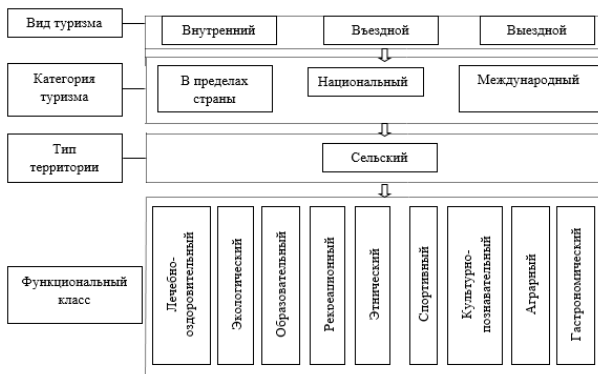 Вид туризма
Внутренний
Въездной
Выездной
Категория
туризма
В пределах
страны
Национальный
Международный
Тип
территории
Сельский
Функциональный
класс
Лечебно-
оздоровительный
Экологический
Образовательный
Рекреационный
Этнический
Спортивный
Культурно-
познавательный
Аграрный
Гастрономический